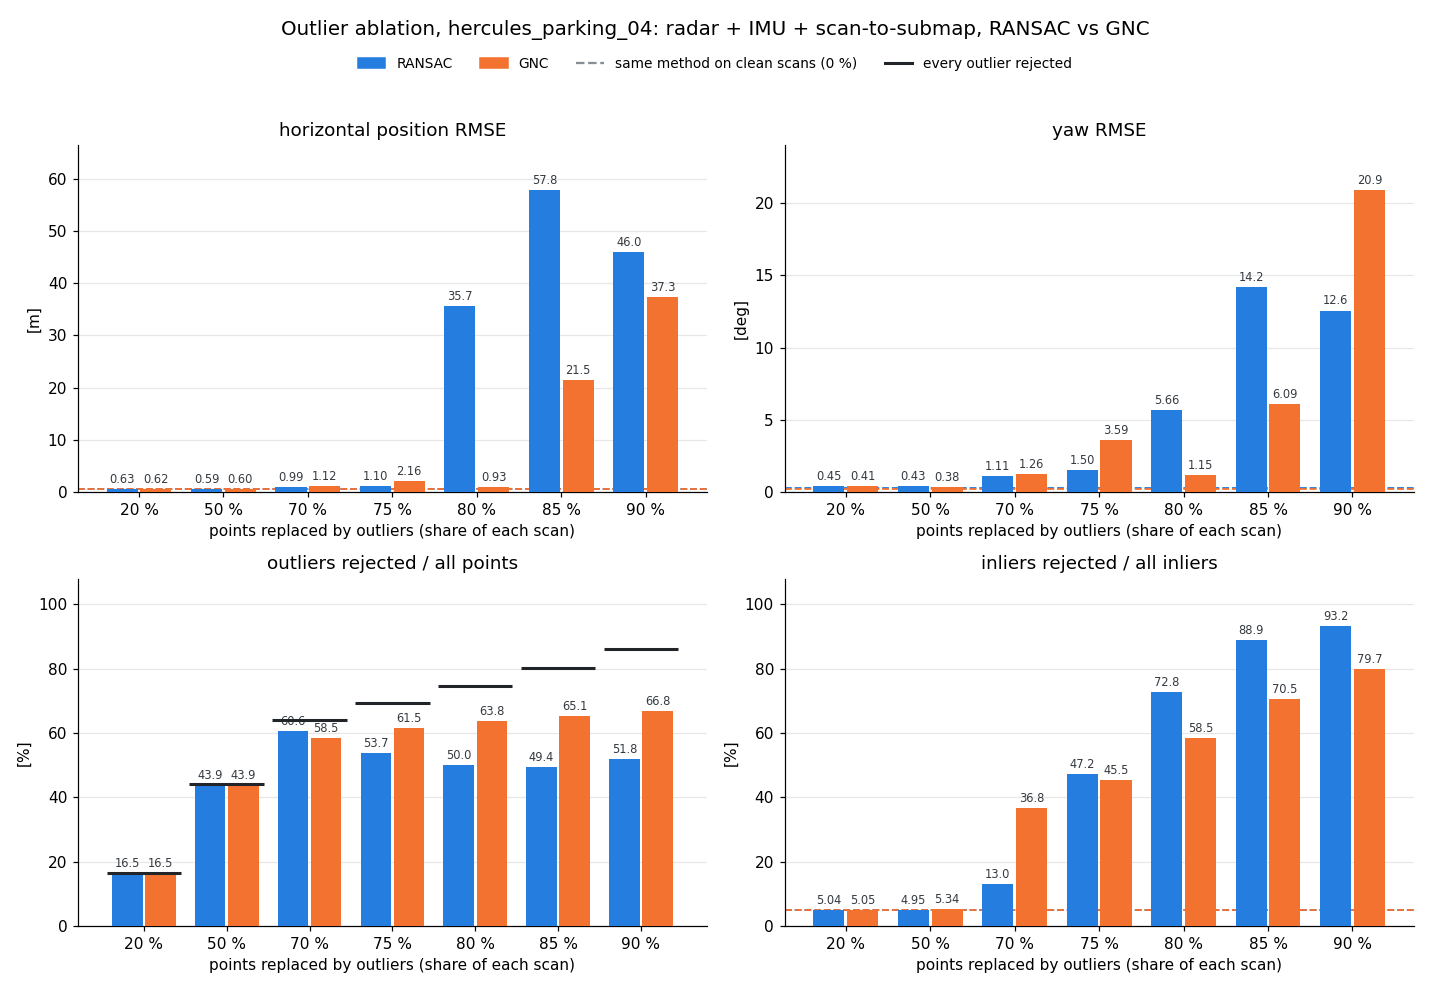 Outlier ablation, hercules_parking_04: radar + IMU + scan-to-submap, RANSAC vs GNC
RANSAC GNC same method on clean scans (0 %) every outlier rejected
horizontal position RMSE
[m]
60
50
40
30
20
10
0
0.63 0.62 0.59 0.60 0.99 1.12 1.10 2.16 35.7 0.93 57.8 21.5 46.0 37.3
20 % 50 % 70 % 75 % 80 % 85 % 90 %
points replaced by outliers (share of each scan)
yaw RMSE
[deg]
20
15
10
5
0
0.45 0.41 0.43 0.38 1.11 1.26 1.50 3.59 5.66 1.15 14.2 6.09 12.6 20.9
20 % 50 % 70 % 75 % 80 % 85 % 90 %
points replaced by outliers (share of each scan)
outliers rejected / all points
[%]
100
80
60
40
20
0
16.5 16.5 43.9 43.9 60.6 58.5 53.7 61.5 50.0 63.8 49.4 65.1 51.8 66.8
20 % 50 % 70 % 75 % 80 % 85 % 90 %
points replaced by outliers (share of each scan)
inliers rejected / all inliers
[%]
100
80
60
40
20
0
5.04 5.05 4.95 5.34 13.0 36.8 47.2 45.5 72.8 58.5 88.9 70.5 93.2 79.7
20 % 50 % 70 % 75 % 80 % 85 % 90 %
points replaced by outliers (share of each scan)